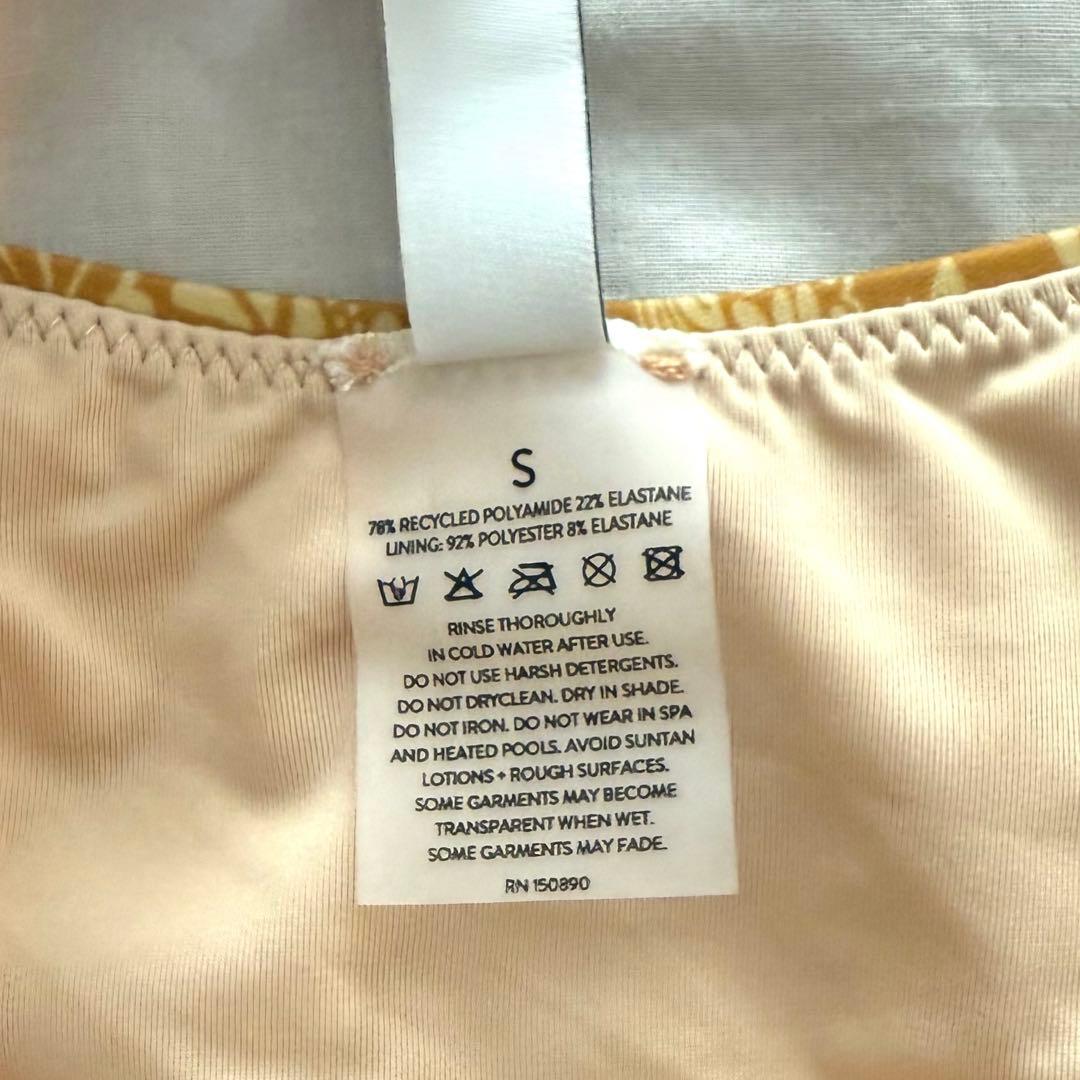 S
78% RECYCLED POLYAMIDE 22% ELASTANE
LINING: 92% POLYESTER 8% ELASTANE
RINSE THOROUGHLY
IN COLD WATER AFTER USE.
DO NOT USE HARSH DETERGENTS.
DO NOT DRYCLEAN. DRY IN SHADE.
DO NOT IRON. DO NOT WEAR IN SPA
AND HEATED POOLS. AVOID SUNTAN
LOTIONS + ROUGH SURFACES.
SOME GARMENTS MAY BECOME
TRANSPARENT WHEN WET.
SOME GARMENTS MAY FADE.
RN 150890